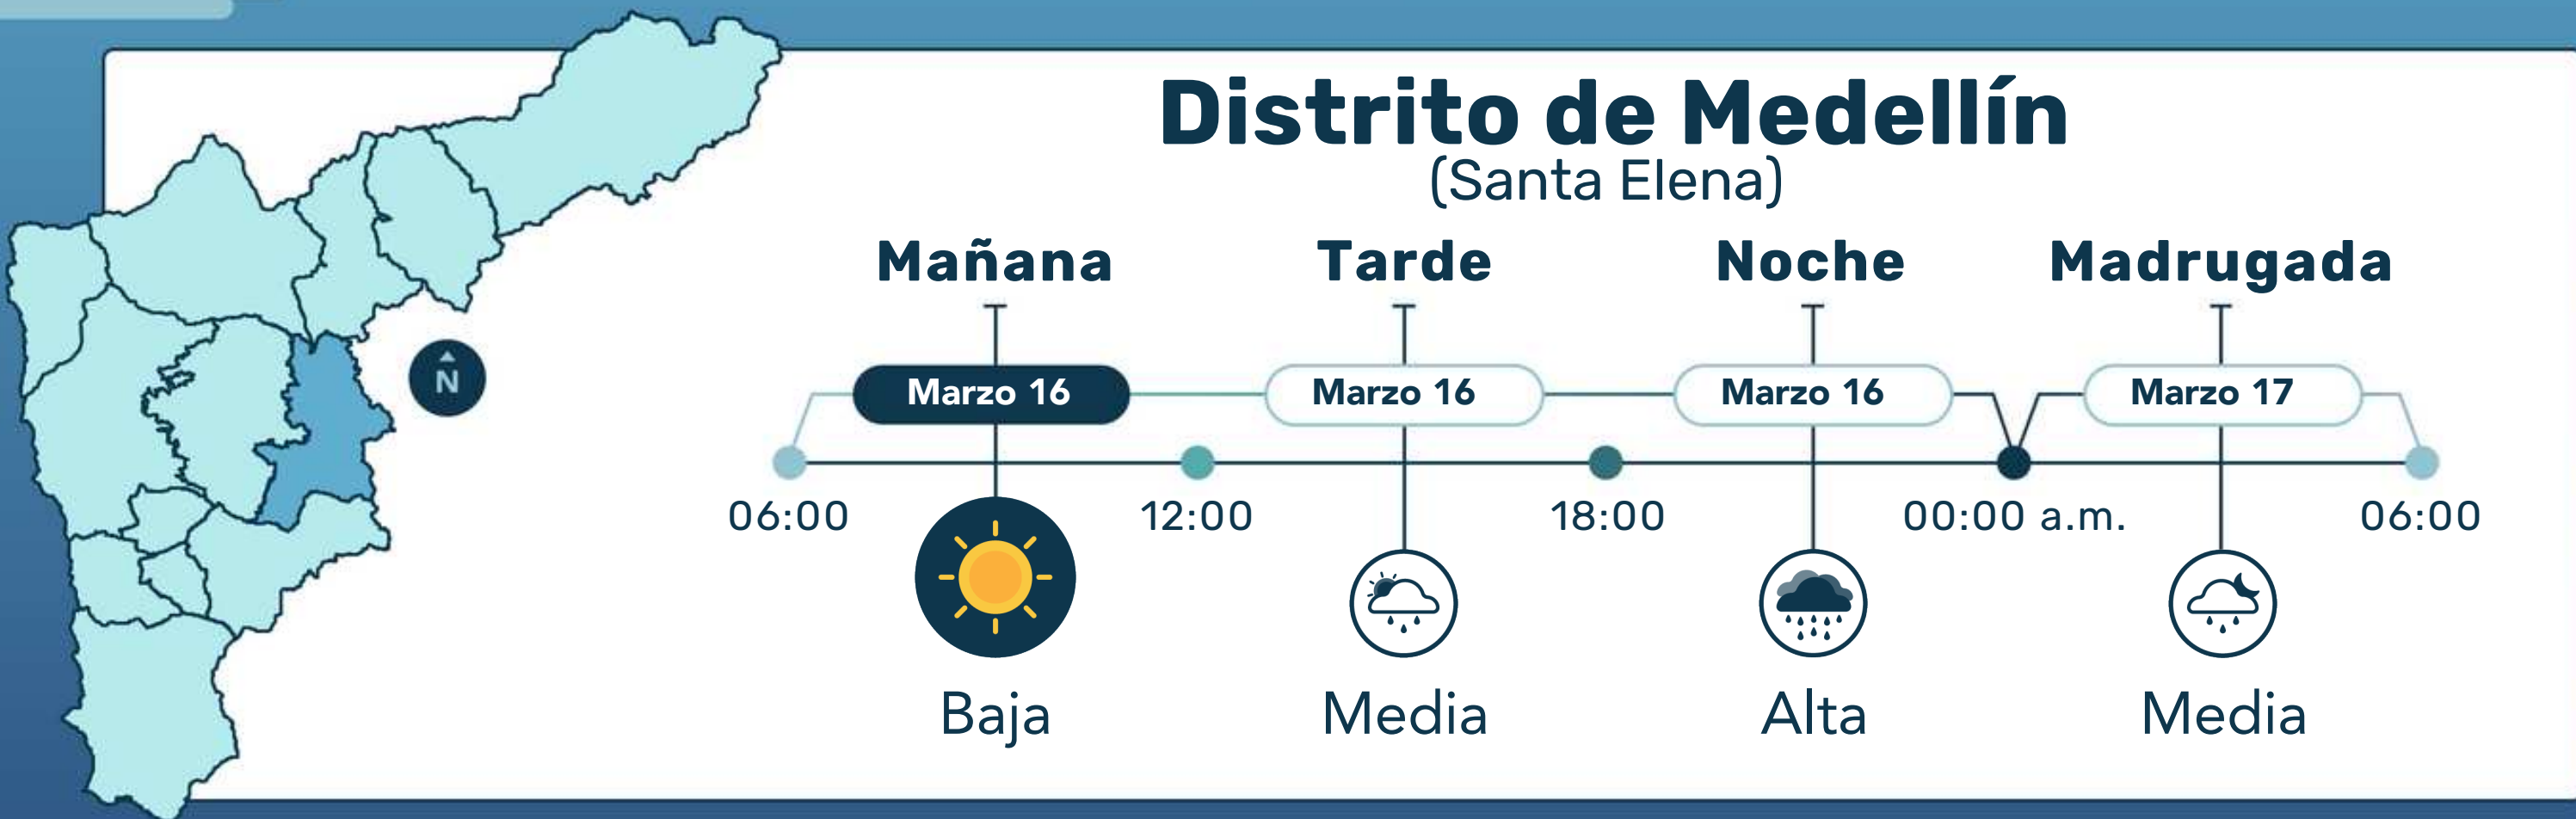 Distrito de Medellín
(Santa Elena)
Mañana Tarde Noche Madrugada
Marzo 16 Marzo 16 Marzo 16 Marzo 17
N
06:00 12:00 18:00 00:00 a.m. 06:00
Baja Media Alta Media